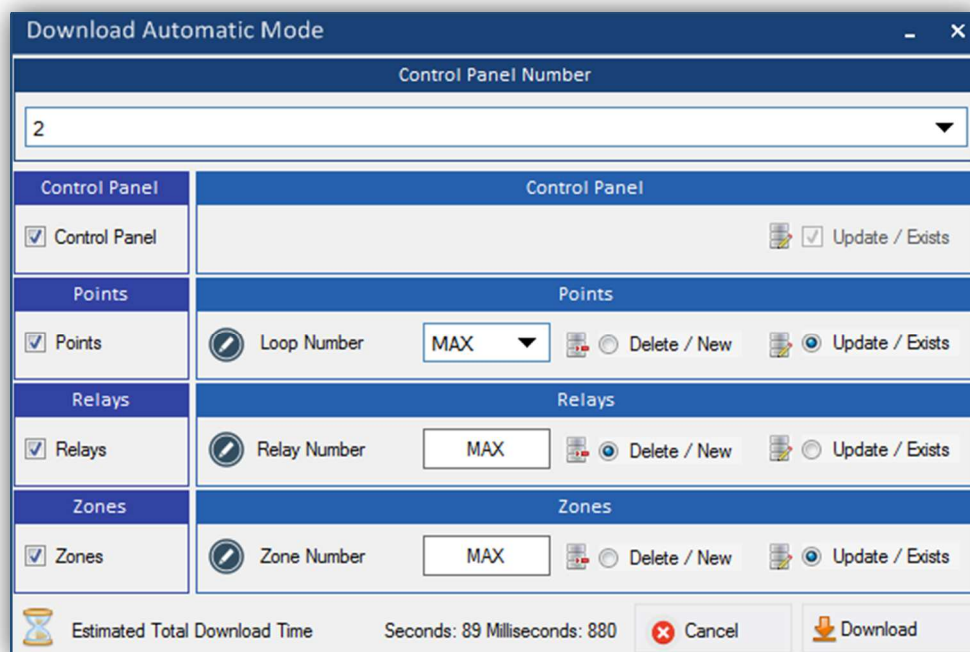 Download Automatic Mode
Control Panel Number
2
Control Panel Control Panel
Control Panel Update / Exists
Points Points
Points Loop Number MAX Delete / New Update / Exists
Relays Relays
Relays Relay Number MAX Delete / New Update / Exists
Zones Zones
Zones Zone Number MAX Delete / New Update / Exists
Estimated Total Download Time Seconds: 89 Milliseconds: 880 Cancel Download